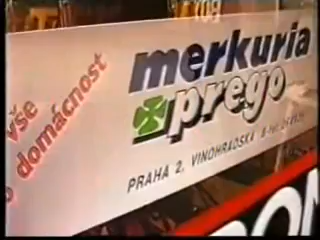 vše
domácnost
merkuria
prego
PRAHA 2, VINOHRADSKÁ